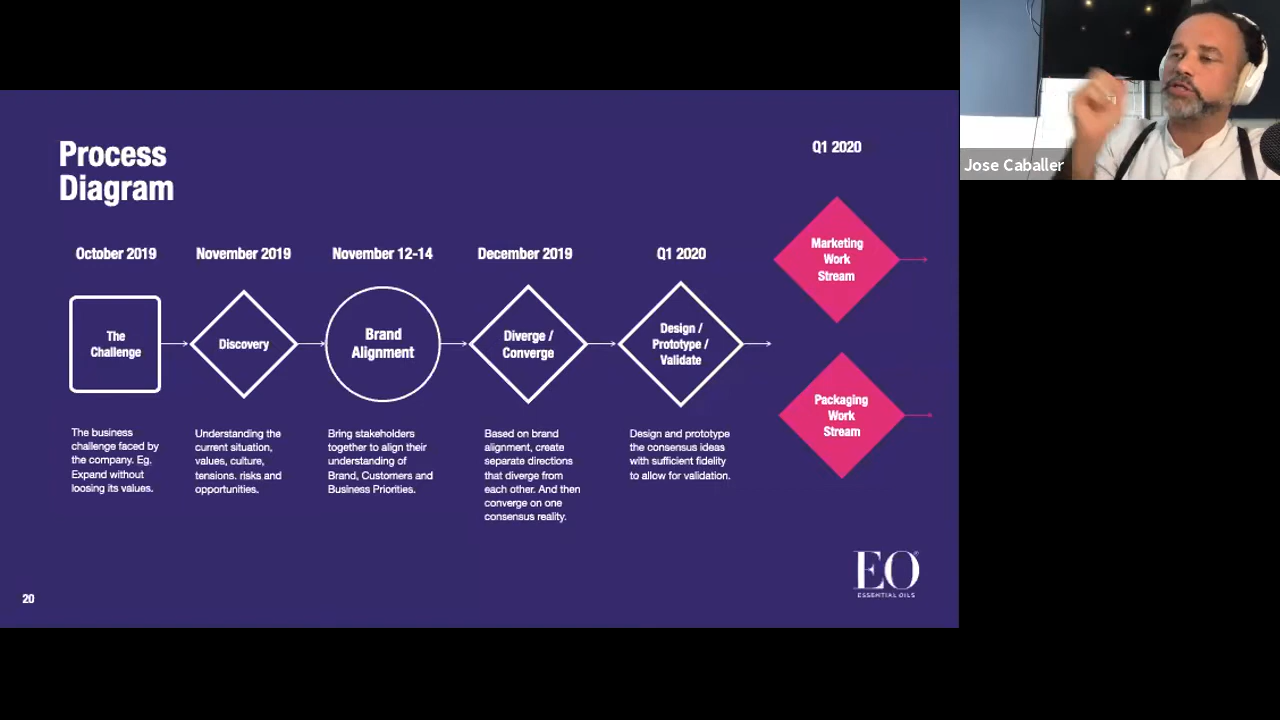 Process
Diagram
October 2019
November 2019
November 12-14
December 2019
Q1 2020
Q1 2020
The
Challenge
Discovery
Brand
Alignment
Diverge /
Converge
Design /
Prototype /
Validate
Marketing
Work
Stream
Packaging
Work
Stream
The business
challenge faced by
the company. Eg.
Expand without
loosing its values.
Understanding the
current situation,
values, culture,
tensions. risks and
opportunities.
Bring stakeholders
together to align their
understanding of
Brand, Customers and
Business Priorities.
Based on brand
alignment, create
separate directions
that diverge from
each other. And then
converge on one
consensus reality.
Design and prototype
the consensus ideas
with sufficient fidelity
to allow for validation.
EO®
ESSENTIAL OILS
20
Jose Caballer